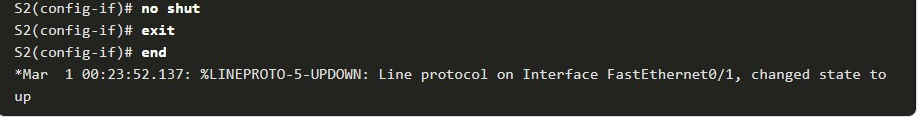 S2(config-if)# no shut
S2(config-if)# exit
S2(config-if)# end
*Mar  1 00:23:52.137: %LINEPROTO-5-UPDOWN: Line protocol on Interface FastEthernet0/1, changed state to
up